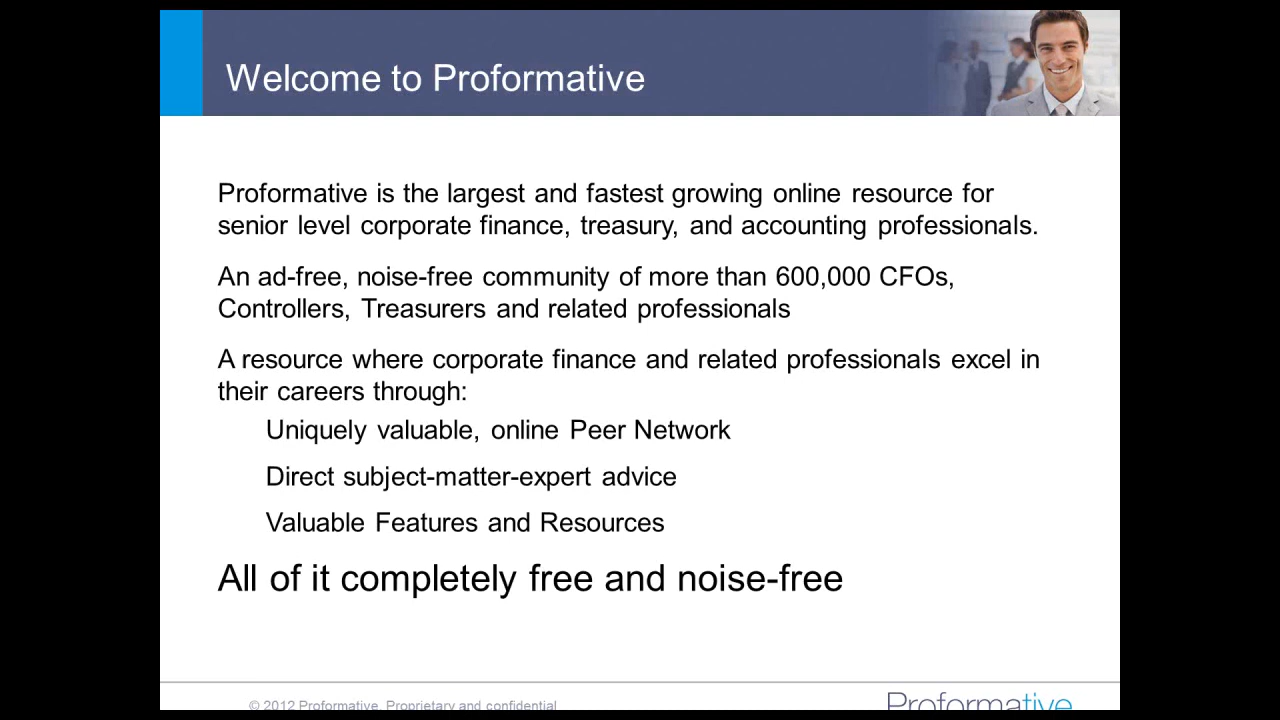 Welcome to Proformative
Proformative is the largest and fastest growing online resource for
senior level corporate finance, treasury, and accounting professionals.
An ad-free, noise-free community of more than 600,000 CFOs,
Controllers, Treasurers and related professionals
A resource where corporate finance and related professionals excel in
their careers through:
Uniquely valuable, online Peer Network
Direct subject-matter-expert advice
Valuable Features and Resources
All of it completely free and noise-free
© 2012 Proformative. Proprietary and confidential
Proformative